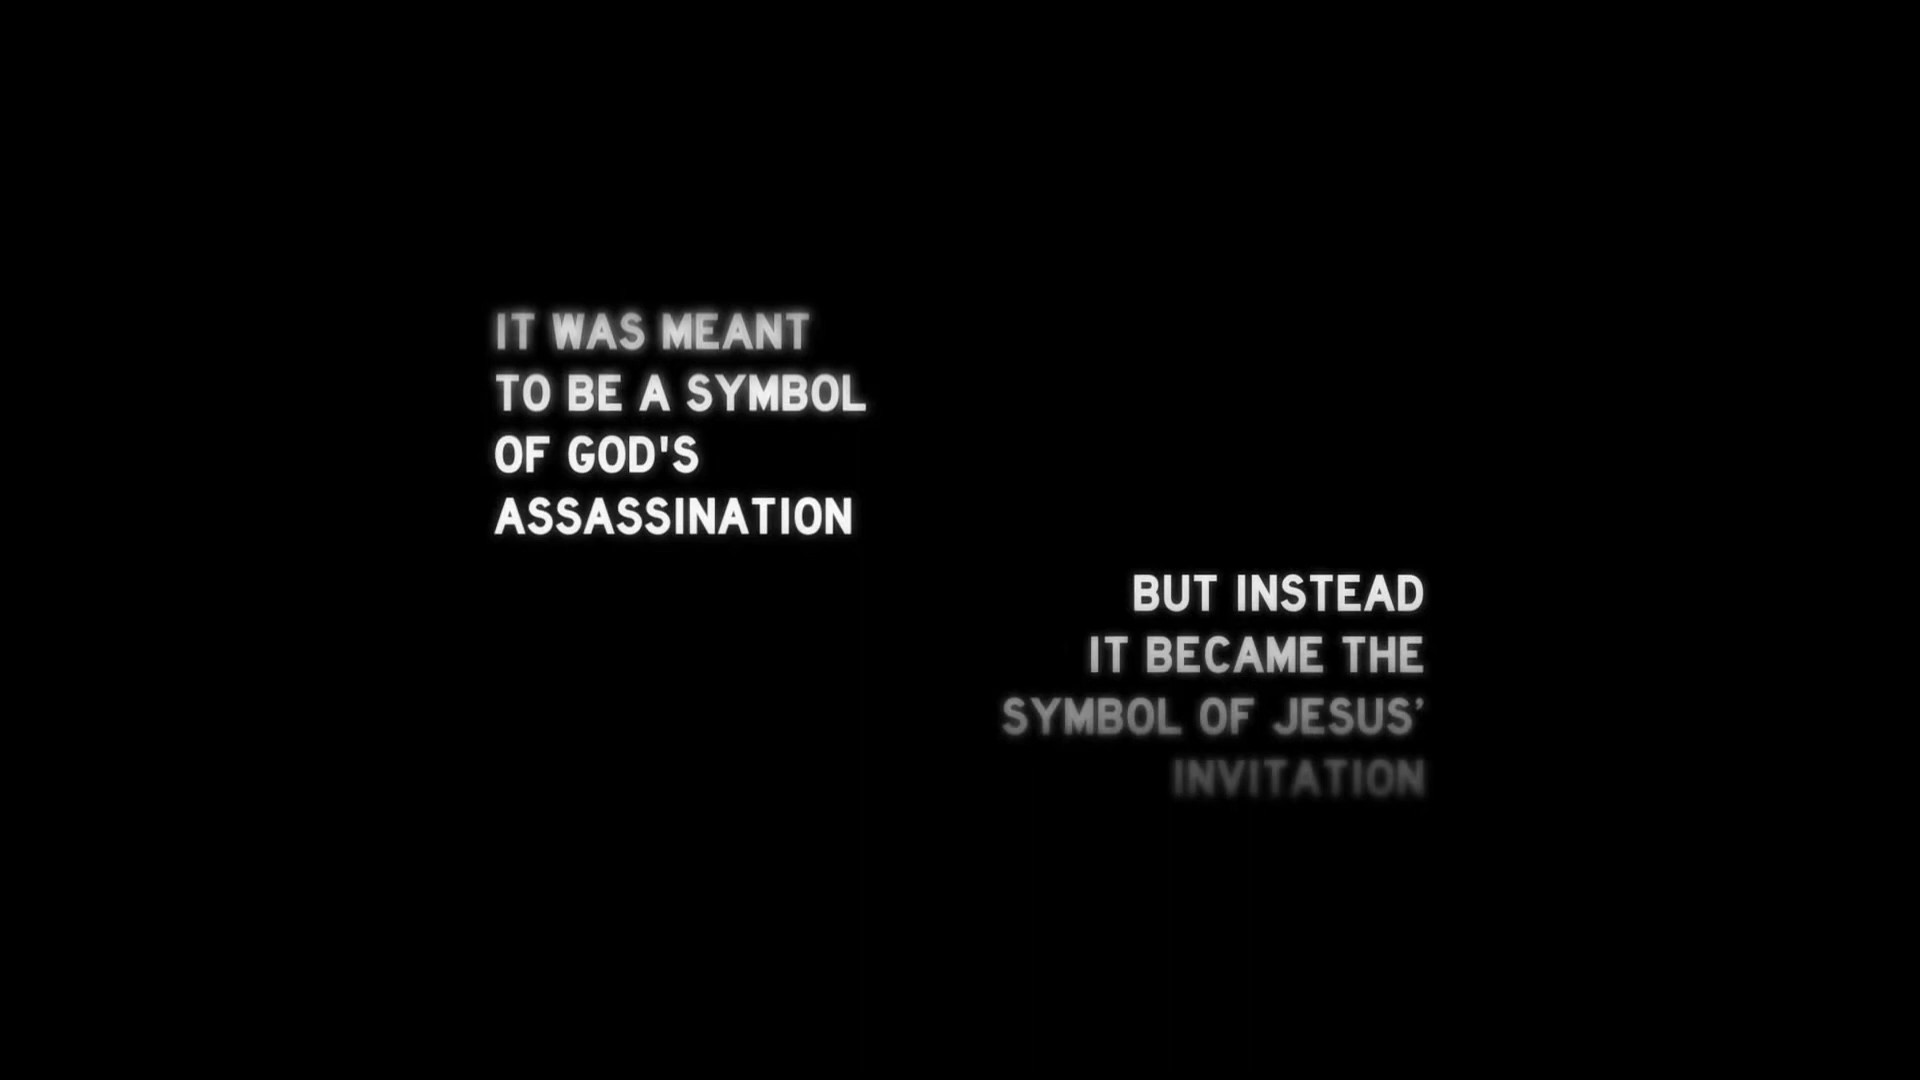 IT WAS MEANT
TO BE A SYMBOL
OF GOD'S
ASSASSINATION
BUT INSTEAD
IT BECAME THE
SYMBOL OF JESUS’
INVITATION